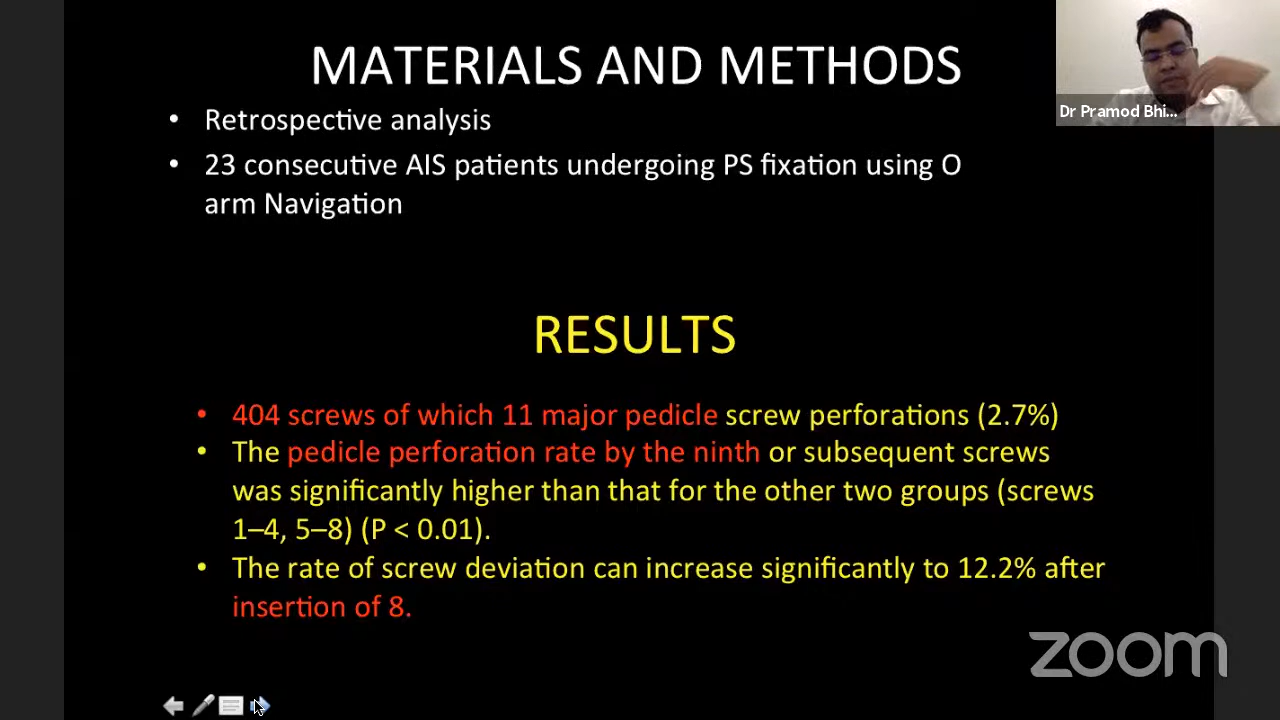 MATERIALS AND METHODS
• Retrospective analysis
• 23 consecutive AIS patients undergoing PS fixation using O
arm Navigation
RESULTS
• 404 screws of which 11 major pedicle screw perforations (2.7%)
• The pedicle perforation rate by the ninth or subsequent screws
was significantly higher than that for the other two groups (screws
1–4, 5–8) (P < 0.01).
• The rate of screw deviation can increase significantly to 12.2% after
insertion of 8.
Dr Pramod Bhi...
zoom